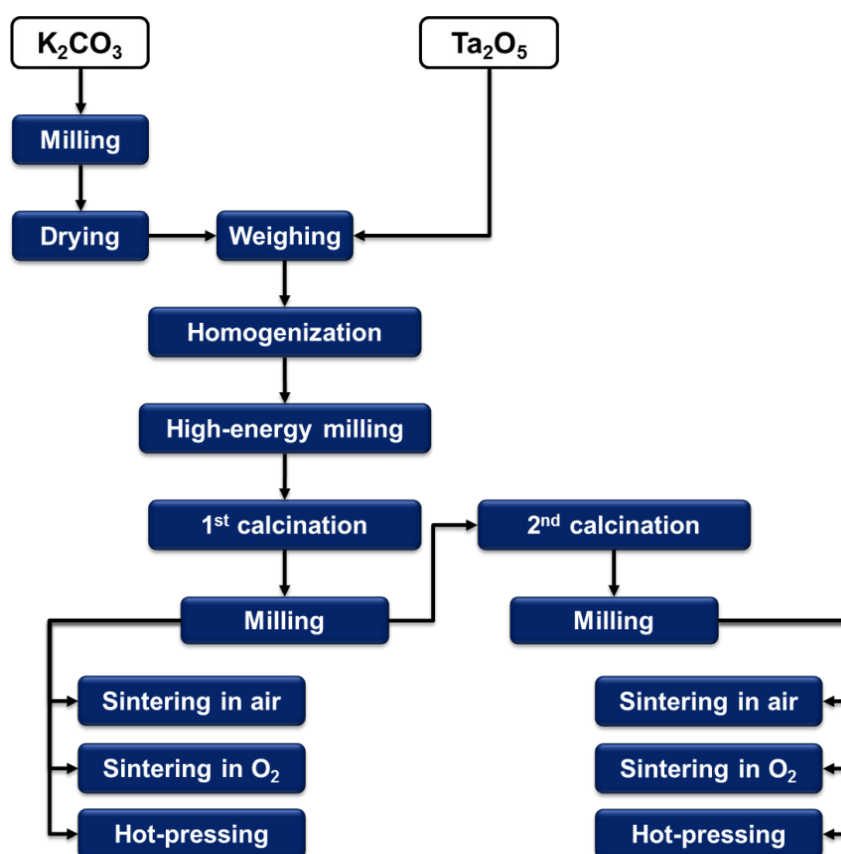 K₂CO₃
Ta₂O₅
Milling
Drying
Weighing
Homogenization
High-energy milling
1ˢᵗ calcination
2ⁿᵈ calcination
Milling
Milling
Sintering in air
Sintering in air
Sintering in O₂
Sintering in O₂
Hot-pressing
Hot-pressing